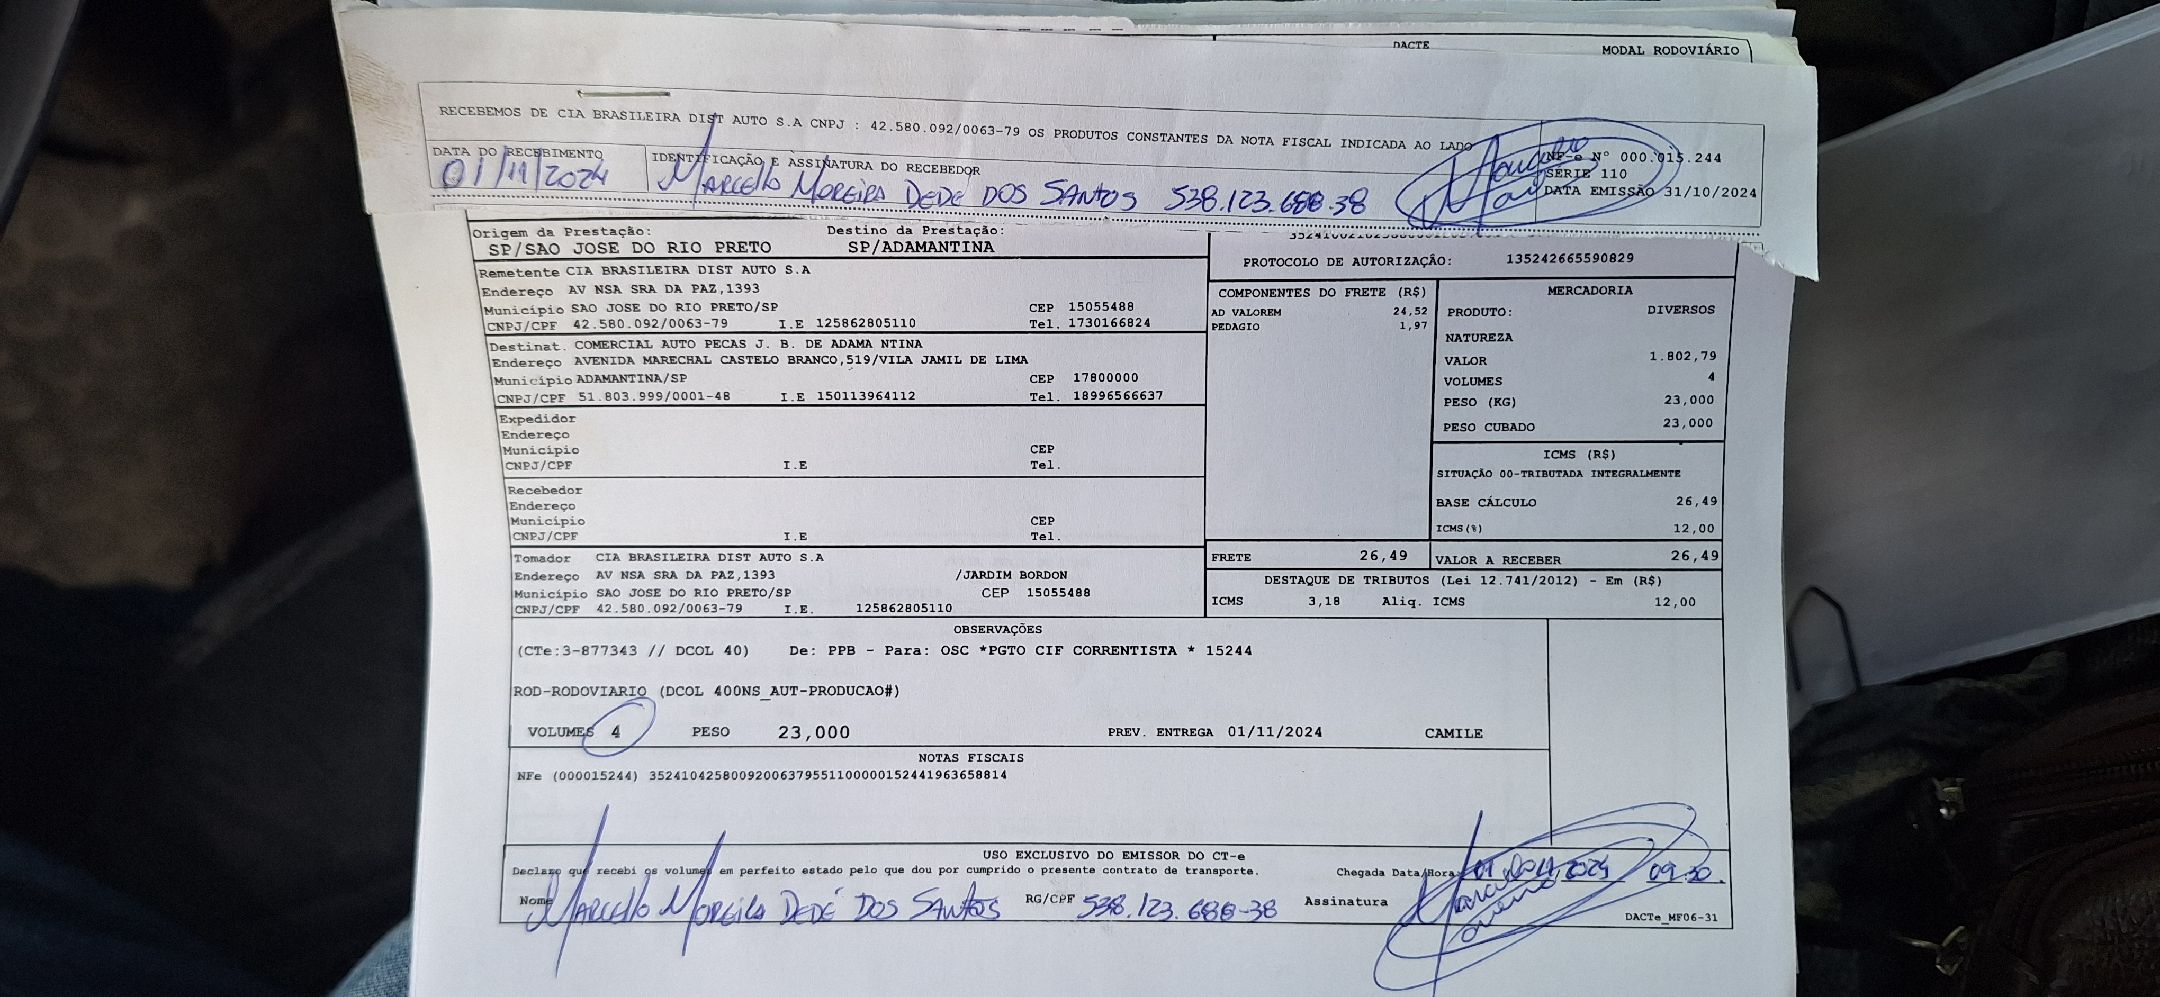 DACTE
MODAL RODOVIÁRIO
RECEBEMOS DE CIA BRASILEIRA DIST AUTO S.A CNPJ : 42.580.092/0063-79 OS PRODUTOS CONSTANTES DA NOTA FISCAL INDICADA AO LADO
DATA DO RECEBIMENTO
01/11/2024
IDENTIFICAÇÃO E ASSINATURA DO RECEBEDOR
Marcello Moreira Dedé dos Santos 538.123.688-38
NF-e Nº 000.015.244
SERIE 110
DATA EMISSÃO 31/10/2024
Origem da Prestação: Destino da Prestação:
SP/SAO JOSE DO RIO PRETO SP/ADAMANTINA
PROTOCOLO DE AUTORIZAÇÂO: 135242665590829
Remetente CIA BRASILEIRA DIST AUTO S.A
Endereço AV NSA SRA DA PAZ,1393
Município SAO JOSE DO RIO PRETO/SP CEP 15055488
CNPJ/CPF 42.580.092/0063-79 I.E 125862805110 Tel. 1730166824
Destinat. COMERCIAL AUTO PECAS J. B. DE ADAMA NTINA
Endereço AVENIDA MARECHAL CASTELO BRANCO,519/VILA JAMIL DE LIMA
Município ADAMANTINA/SP CEP 17800000
CNPJ/CPF 51.803.999/0001-48 I.E 150113964112 Tel. 18996566637
Expedidor
Endereço
Município CEP
CNPJ/CPF I.E Tel.
Recebedor
Endereço
Município CEP
CNPJ/CPF I.E Tel.
Tomador CIA BRASILEIRA DIST AUTO S.A
Endereço AV NSA SRA DA PAZ,1393 /JARDIM BORDON
Município SAO JOSE DO RIO PRETO/SP CEP 15055488
CNPJ/CPF 42.580.092/0063-79 I.E. 125862805110
COMPONENTES DO FRETE (R$)
AD VALOREM 24,52
PEDAGIO 1,97
MERCADORIA
PRODUTO: DIVERSOS
NATUREZA
VALOR 1.802,79
VOLUMES 4
PESO (KG) 23,000
PESO CUBADO 23,000
ICMS (R$)
SITUAÇÃO 00-TRIBUTADA INTEGRALMENTE
BASE CÁLCULO 26,49
ICMS(%) 12,00
FRETE 26,49 VALOR A RECEBER 26,49
DESTAQUE DE TRIBUTOS (Lei 12.741/2012) - Em (R$)
ICMS 3,18 Aliq. ICMS 12,00
OBSERVAÇÕES
(CTe:3-877343 // DCOL 40) De: PPB - Para: OSC *PGTO CIF CORRENTISTA * 15244
ROD-RODOVIARIO (DCOL 400NS_AUT-PRODUCAO#)
VOLUMES 4 PESO 23,000 PREV. ENTREGA 01/11/2024 CAMILE
NOTAS FISCAIS
NFe (000015244) 35241042580092006379551100000152441963658814
USO EXCLUSIVO DO EMISSOR DO CT-e
Declaro que recebi os volumes em perfeito estado pelo que dou por cumprido o presente contrato de transporte. Chegada Data/Hora: 09:30.
Nome Marcello Moreira Dedé dos Santos RG/CPF 538.123.688-38 Assinatura
DACTe_MF06-31